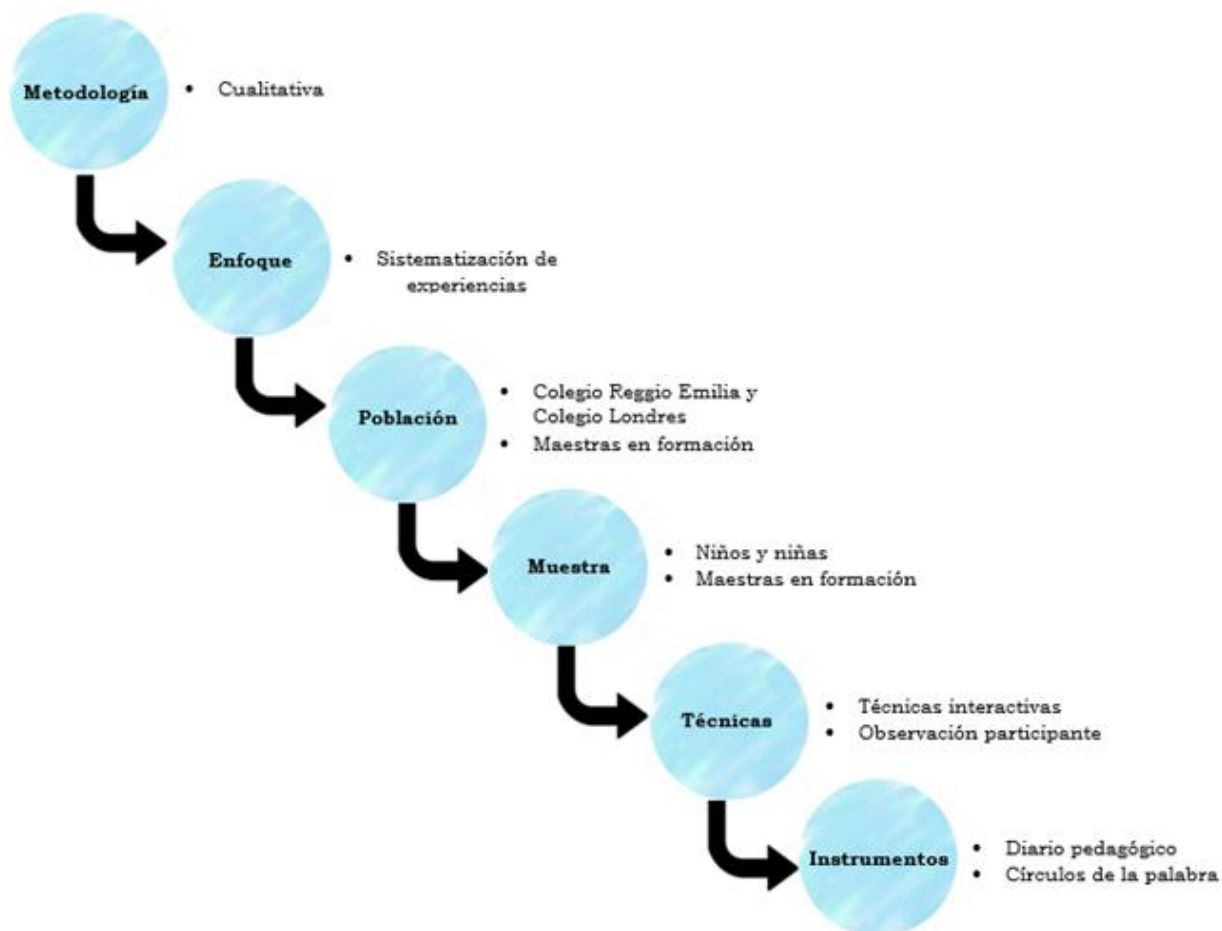 Metodología
• Cualitativa
Enfoque
• Sistematización de
experiencias
Población
• Colegio Reggio Emilia y
Colegio Londres
• Maestras en formación
Muestra
• Niños y niñas
• Maestras en formación
Técnicas
• Técnicas interactivas
• Observación participante
Instrumentos
• Diario pedagógico
• Círculos de la palabra